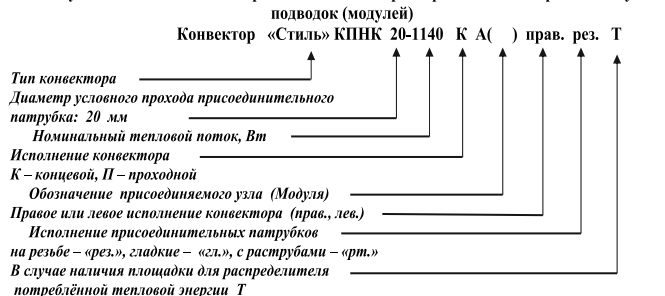 подводок (модулей)
Конвектор «Стиль» КПНК 20-1140 К А( ) прав. рез. Т
Тип конвектора
Диаметр условного прохода присоединительного
патрубка: 20 мм
Номинальный тепловой поток, Вт
Исполнение конвектора
К – концевой, П – проходной
Обозначение присоединяемого узла (Модуля)
Правое или левое исполнение конвектора (прав., лев.)
Исполнение присоединительных патрубков
на резьбе – «рез.», гладкие – «гл.», с раструбами – «рт.»
В случае наличия площадки для распределителя
потреблённой тепловой энергии Т